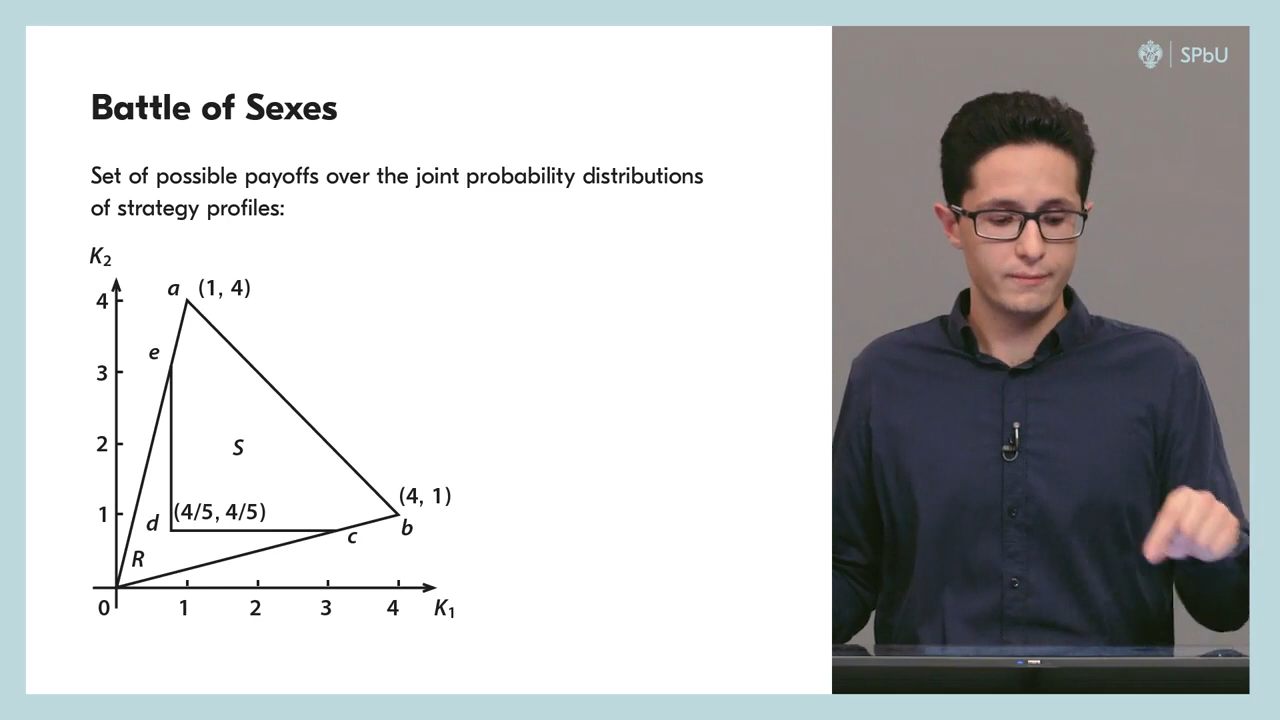 SPbU
Battle of Sexes
Set of possible payoffs over the joint probability distributions
of strategy profiles:
K₂
a (1, 4)
4
e
3
2
S
(4, 1)
1
d (4/5, 4/5)
b
c
R
0 1 2 3 4 K₁